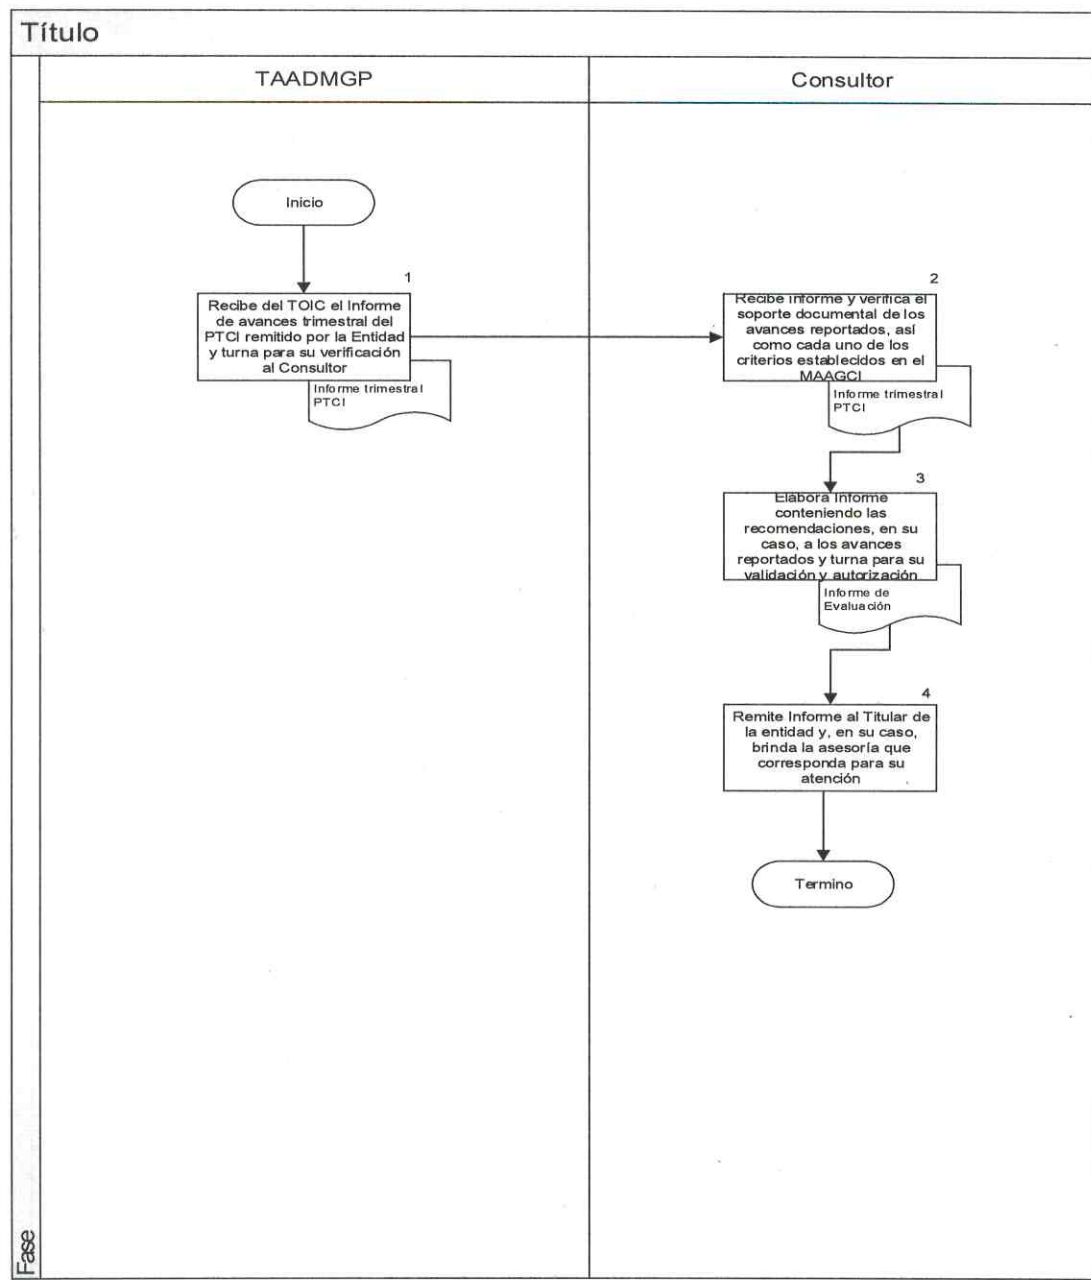 Título
TAADMGP
Consultor
Inicio
1
Recibe del TOIC el Informe
de avances trimestral del
PTCI remitido por la Entidad
y turna para su verificación
al Consultor
Informe trimestral
PTCI
2
Recibe informe y verifica el
soporte documental de los
avances reportados, así
como cada uno de los
criterios establecidos en el
MAAGCI
Informe trimestral
PTCI
3
Elabora Informe
conteniendo las
recomendaciones, en su
caso, a los avances
reportados y turna para su
validación y autorización
Informe de
Evaluación
4
Remite Informe al Titular de
la entidad y, en su caso,
brinda la asesoría que
corresponda para su
atención
Termino
Fase